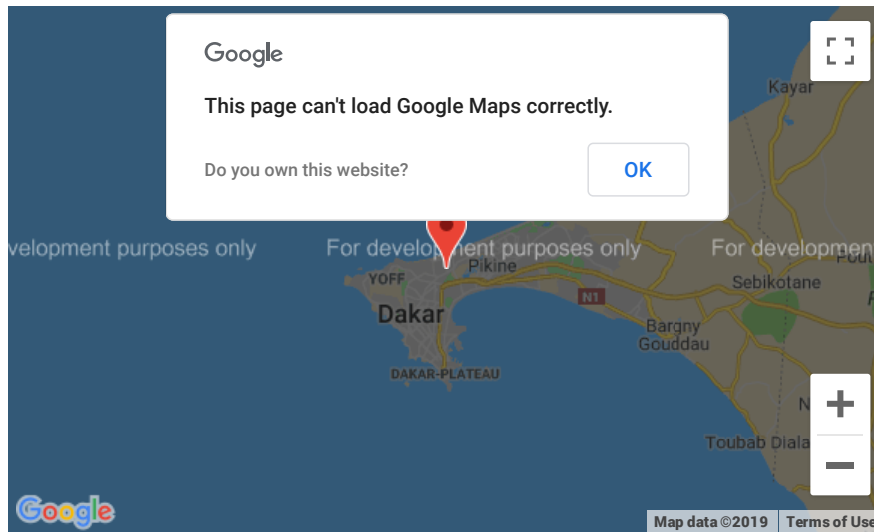 Google
This page can't load Google Maps correctly.
Do you own this website?
OK
Kayar
velopment purposes only
For development purposes only
For developmen
Pout
YOFF
Pikine
Sebikotane
N1
Dakar
Bargny
Gouddau
DAKAR-PLATEAU
N
Toubab Diala
Google
Map data ©2019
Terms of Use